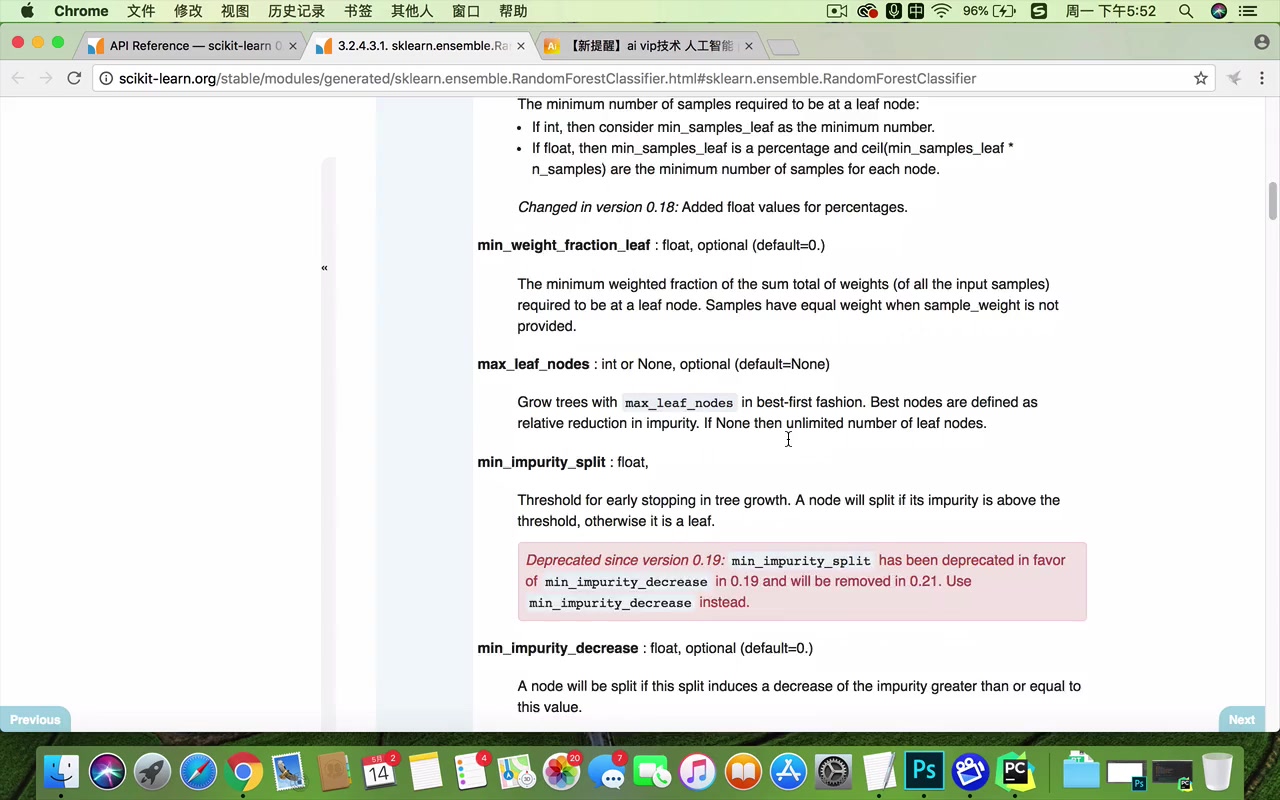 Chrome 文件 修改 视图 历史记录 书签 其他人 窗口 帮助 96% 周一 下午5:52
API Reference — scikit-learn 0
3.2.4.3.1. sklearn.ensemble.Ra
【新提醒】ai vip技术 人工智能
scikit-learn.org/stable/modules/generated/sklearn.ensemble.RandomForestClassifier.html#sklearn.ensemble.RandomForestClassifier
The minimum number of samples required to be at a leaf node:
• If int, then consider min_samples_leaf as the minimum number.
• If float, then min_samples_leaf is a percentage and ceil(min_samples_leaf *
n_samples) are the minimum number of samples for each node.
Changed in version 0.18: Added float values for percentages.
«
min_weight_fraction_leaf : float, optional (default=0.)
The minimum weighted fraction of the sum total of weights (of all the input samples)
required to be at a leaf node. Samples have equal weight when sample_weight is not
provided.
max_leaf_nodes : int or None, optional (default=None)
Grow trees with max_leaf_nodes in best-first fashion. Best nodes are defined as
relative reduction in impurity. If None then unlimited number of leaf nodes.
min_impurity_split : float,
Threshold for early stopping in tree growth. A node will split if its impurity is above the
threshold, otherwise it is a leaf.
Deprecated since version 0.19: min_impurity_split has been deprecated in favor
of min_impurity_decrease in 0.19 and will be removed in 0.21. Use
min_impurity_decrease instead.
min_impurity_decrease : float, optional (default=0.)
A node will be split if this split induces a decrease of the impurity greater than or equal to
this value.
Previous
Next
5月 14 2 4 20 7 Ps PC